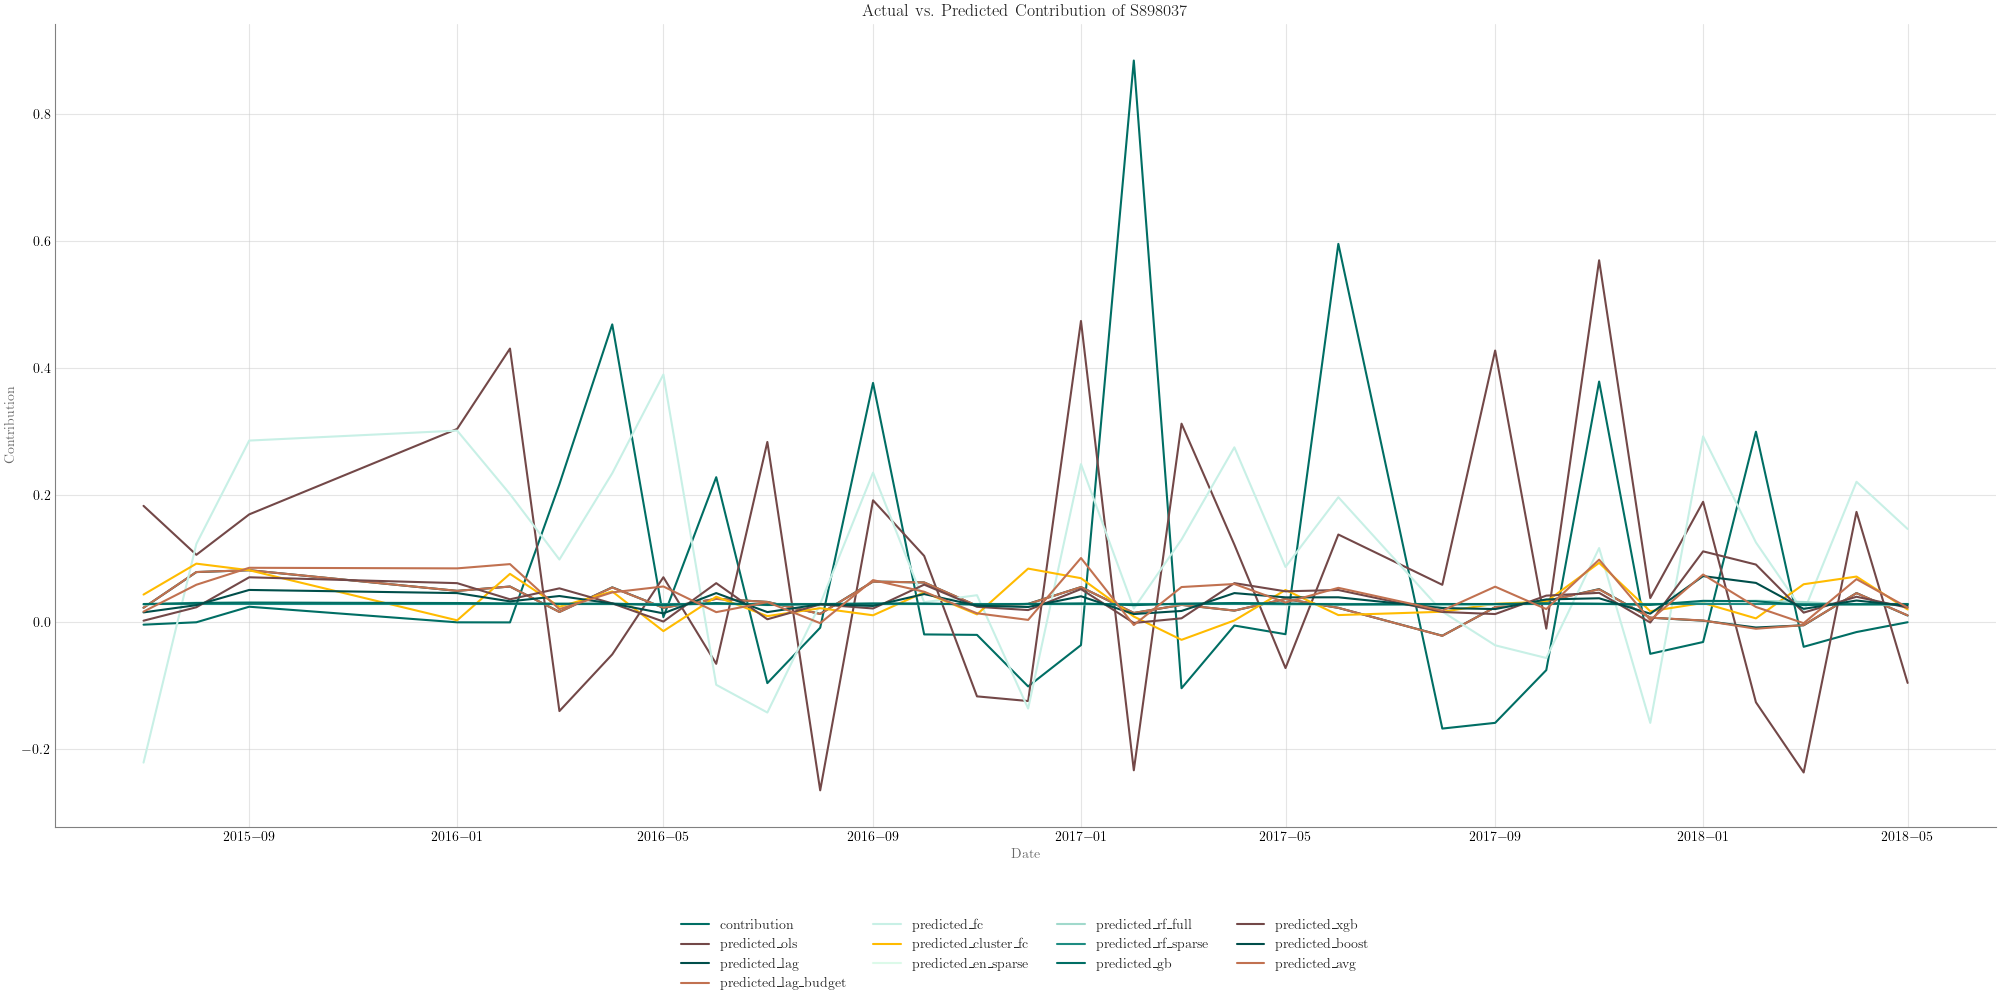 Actual vs. Predicted Contribution of S898037
Contribution
0.8
0.6
0.4
0.2
0.0
−0.2
2015−09
2016−01
2016−05
2016−09
2017−01
2017−05
2017−09
2018−01
2018−05
Date
contribution
predicted_ols
predicted_lag
predicted_lag_budget
predicted_fc
predicted_cluster_fc
predicted_en_sparse
predicted_rf_full
predicted_rf_sparse
predicted_gb
predicted_xgb
predicted_boost
predicted_avg